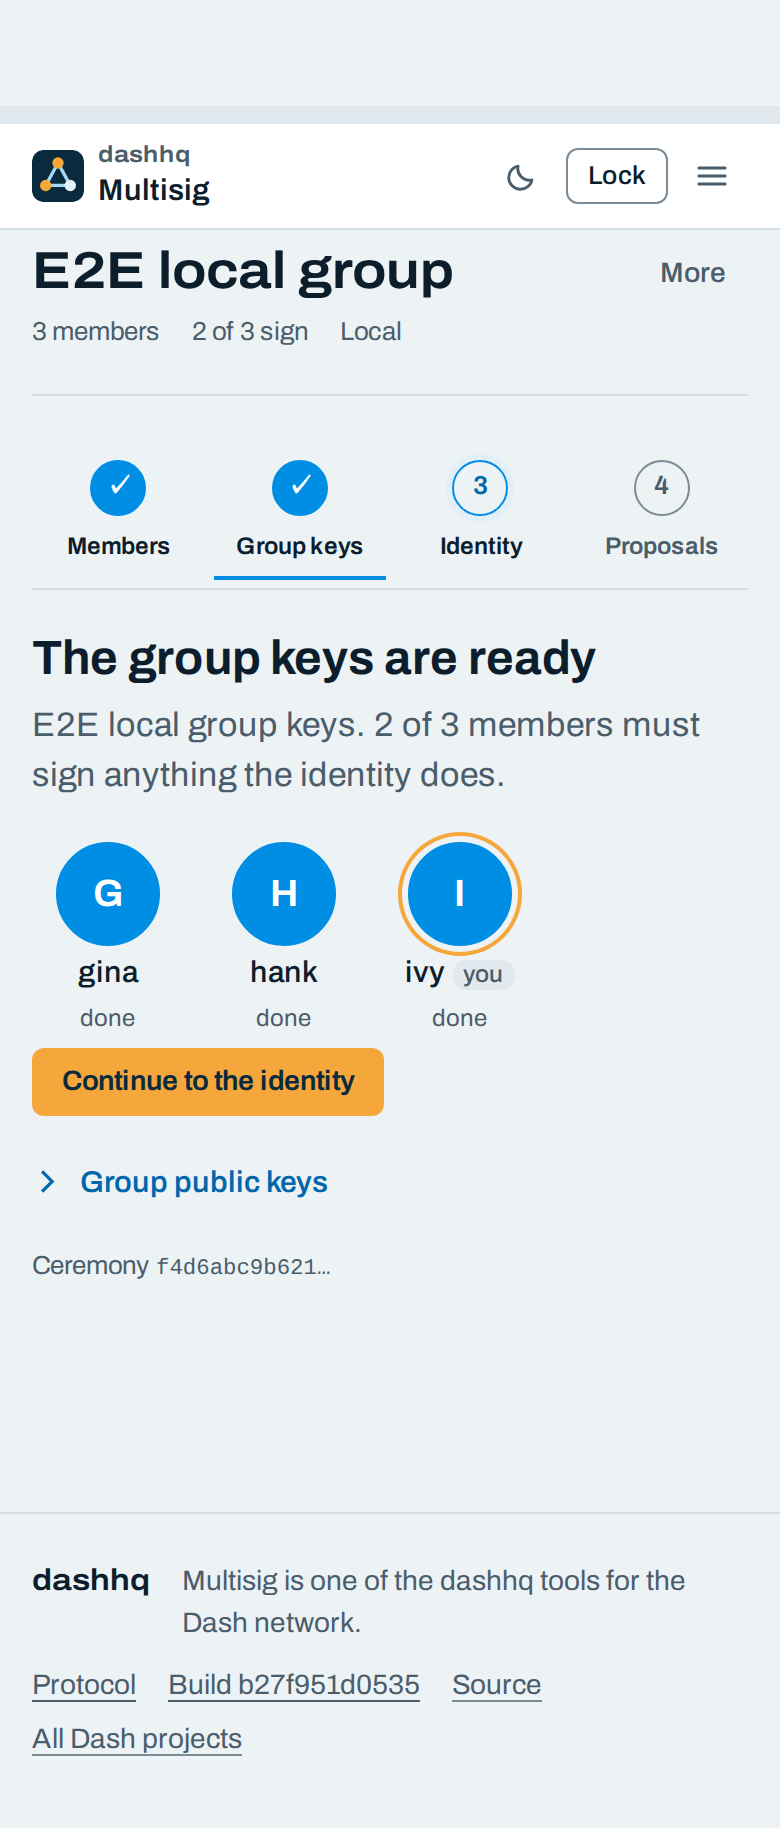 dashhq
Multisig
Lock
E2E local group
More
3 members 2 of 3 sign Local
✓ ✓ 3 4
Members Group keys Identity Proposals
The group keys are ready
E2E local group keys. 2 of 3 members must
sign anything the identity does.
G H I
gina hank ivy you
done done done
Continue to the identity
Group public keys
Ceremony f4d6abc9b621…
dashhq Multisig is one of the dashhq tools for the
Dash network.
Protocol Build b27f951d0535 Source
All Dash projects